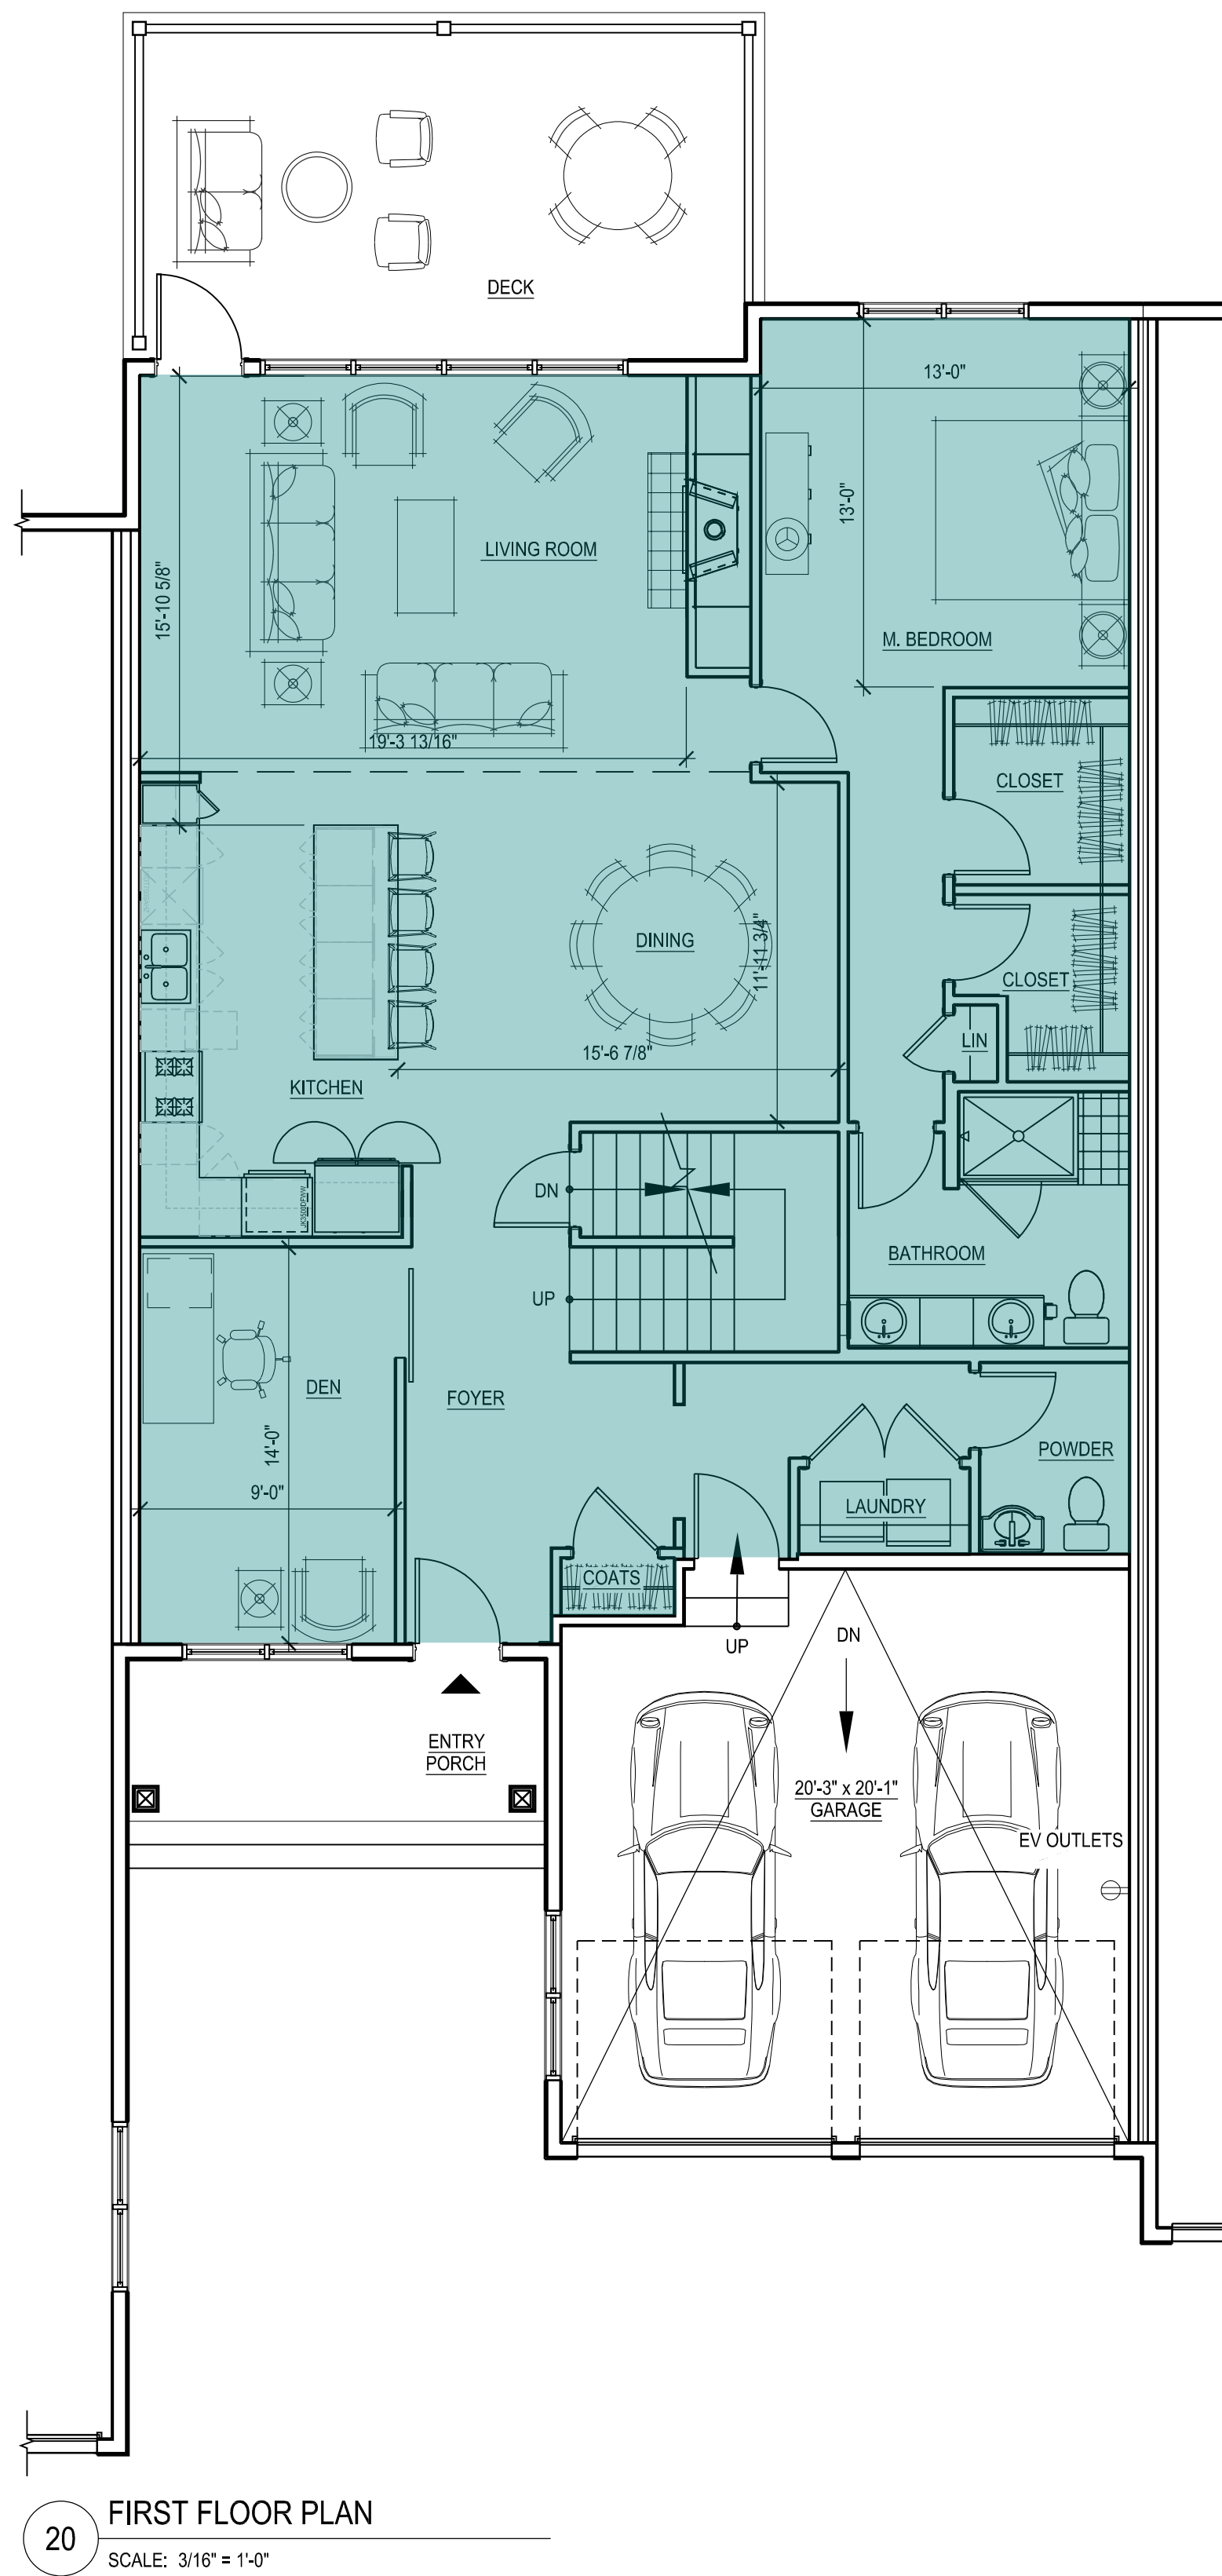 DECK
13'-0"
13'-0"
LIVING ROOM
15'-10 5/8"
M. BEDROOM
19'-3 13/16"
CLOSET
DINING
11'-11 3/4"
CLOSET
LIN
15'-6 7/8"
KITCHEN
DN
BATHROOM
UP
DEN
FOYER
14'-0"
POWDER
9'-0"
LAUNDRY
COATS
UP
DN
ENTRY
PORCH
20'-3" x 20'-1"
GARAGE
EV OUTLETS
20
FIRST FLOOR PLAN
SCALE: 3/16" = 1'-0"